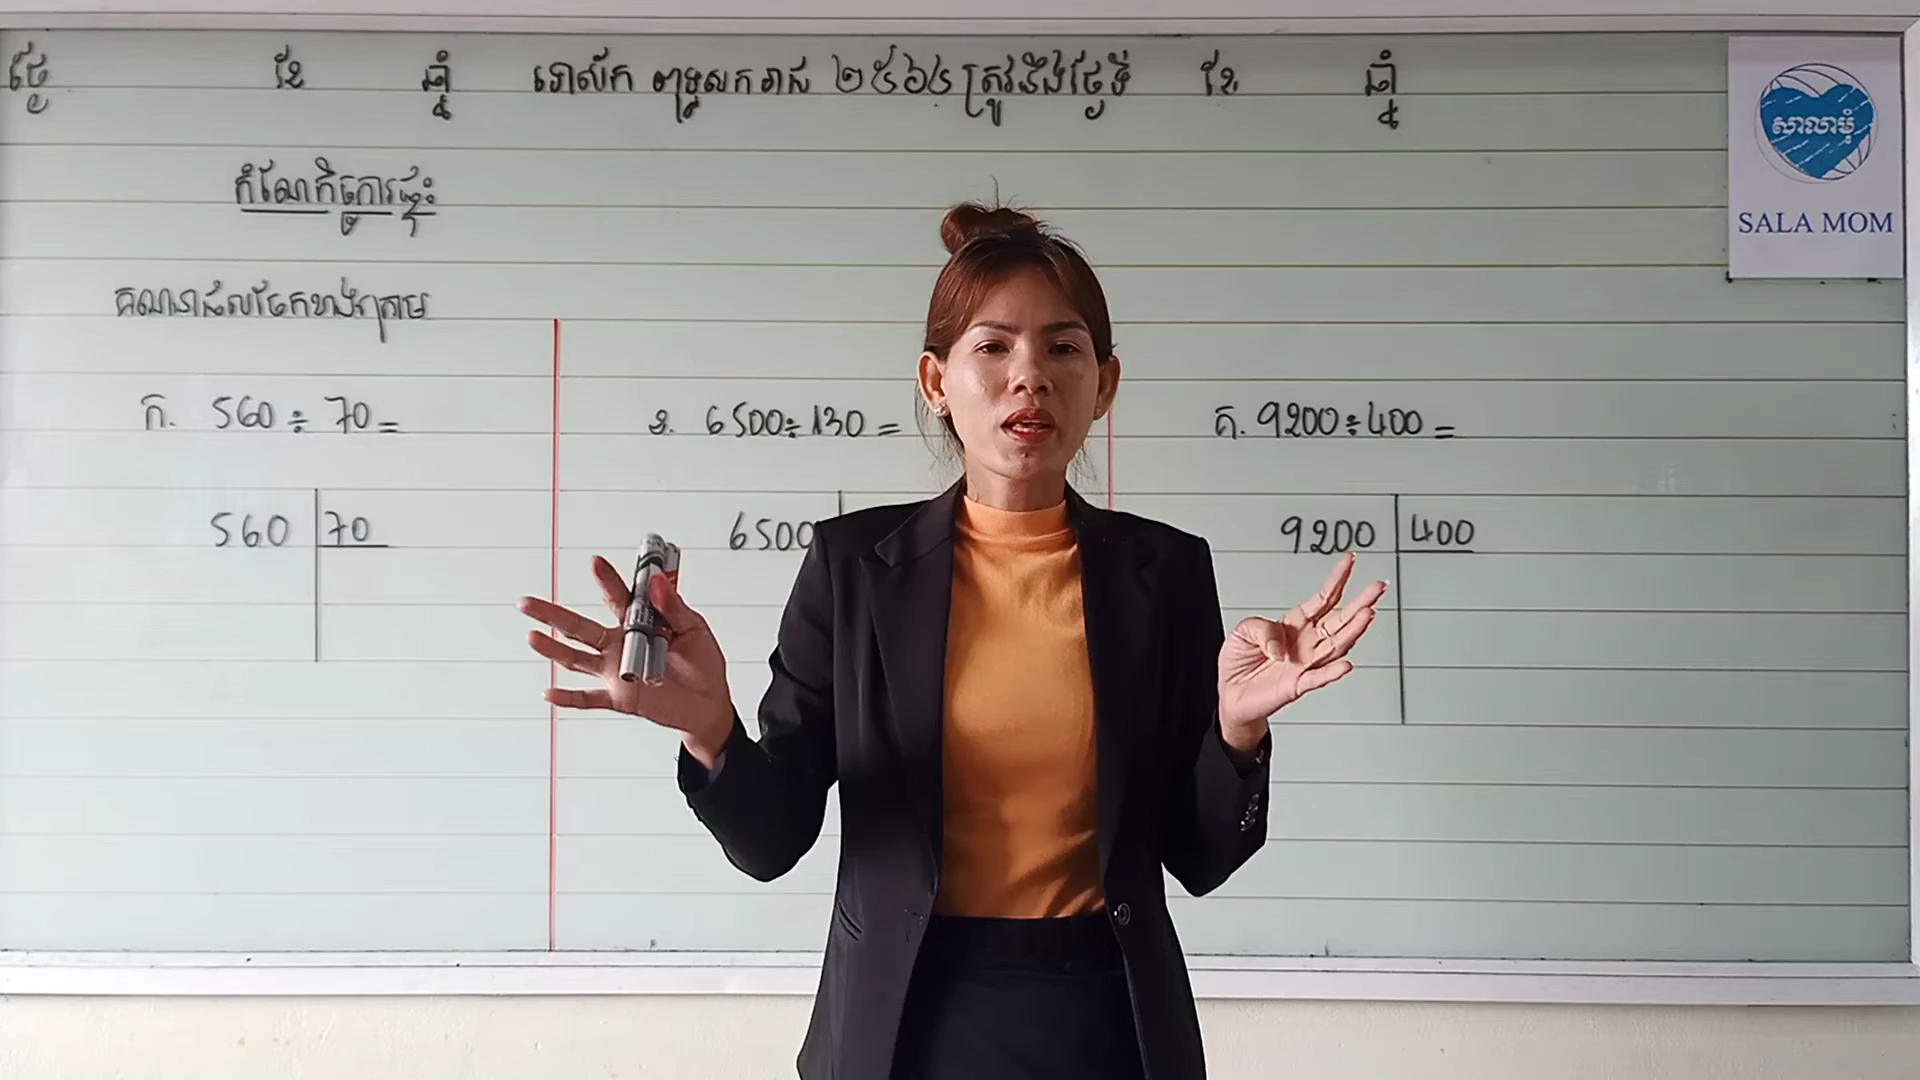 ថ្ងៃ ខែ ឆ្នាំ ទោស័ក ពុទ្ធសករាជ ២៥៦៤ ត្រូវនឹងថ្ងៃទី ខែ ឆ្នាំ
សាលាមុំ
SALA MOM
កំណែកិច្ចការផ្ទះ
គណនាផលចែកខាងក្រោម
ក. 560 ÷ 70 =
ខ. 6500 ÷ 130 =
គ. 9200 ÷ 400 =
560 70
6500
9200 400